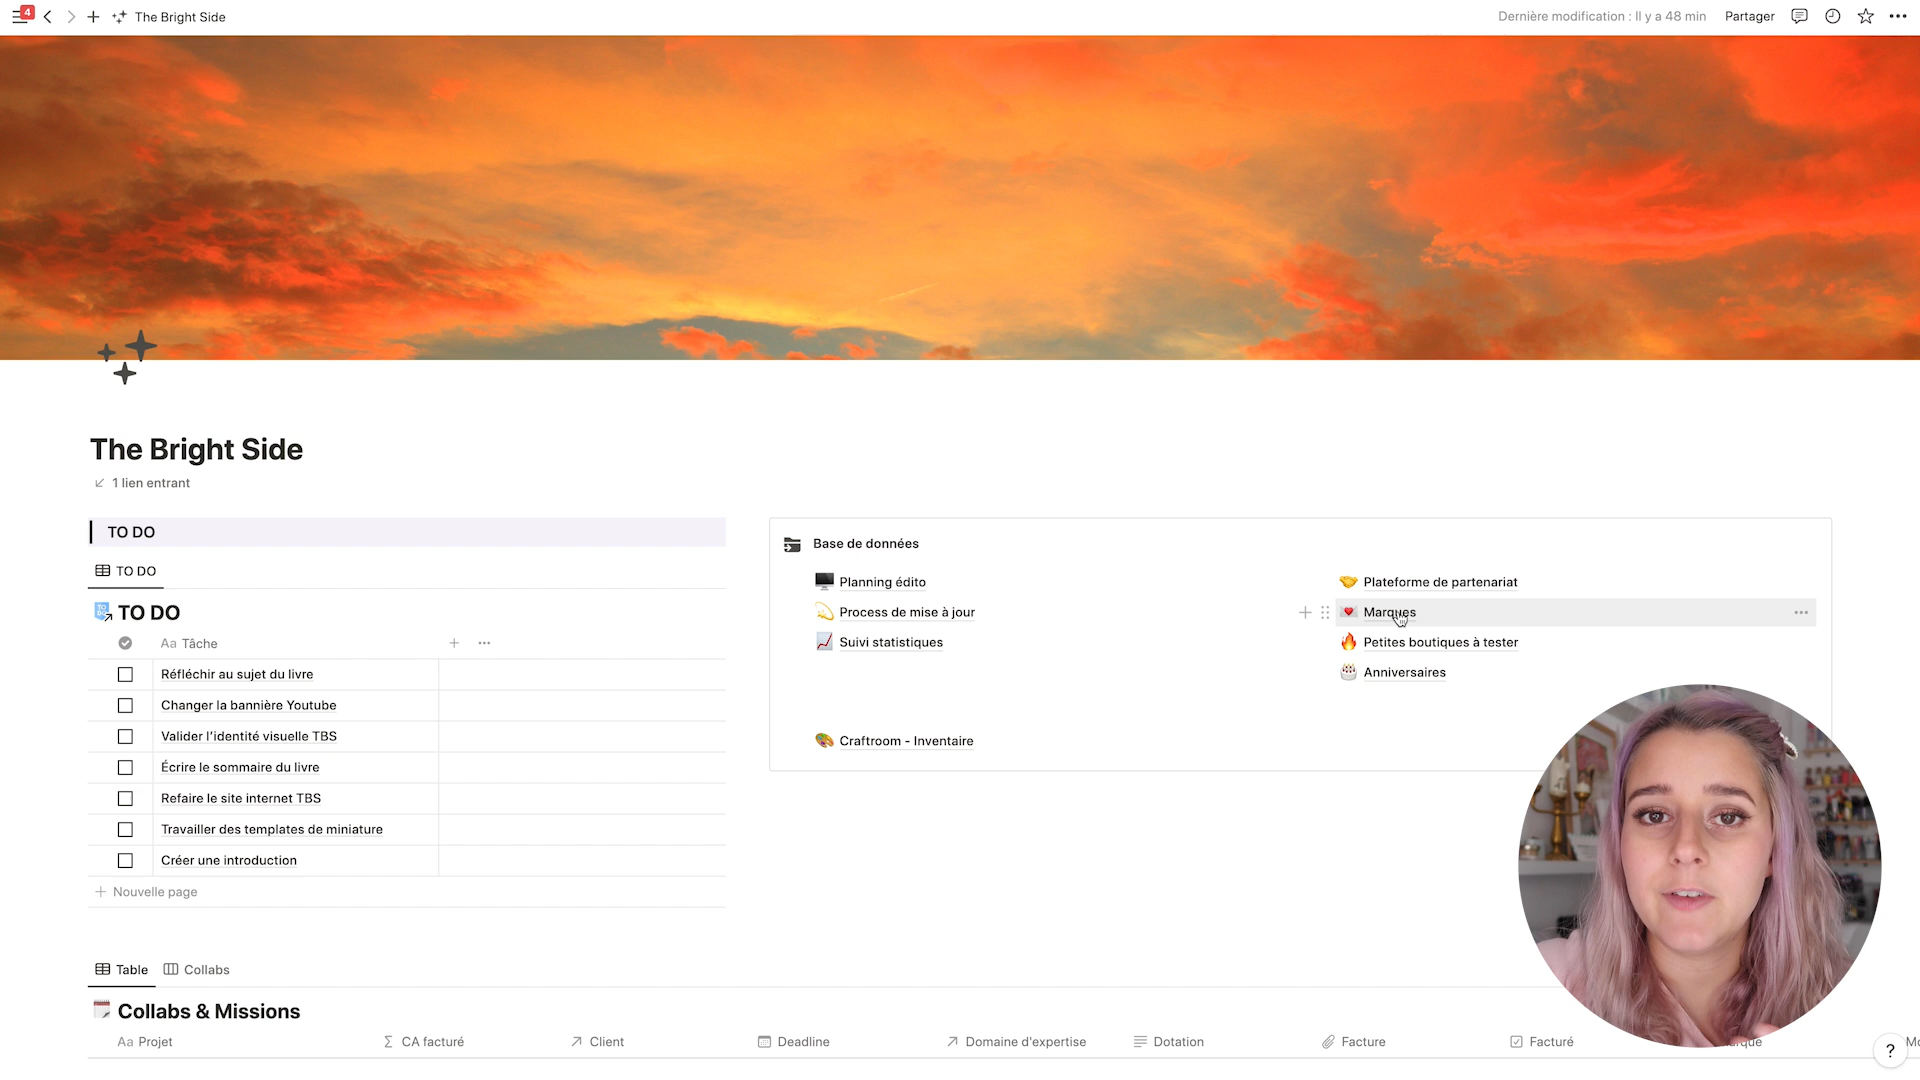 4
The Bright Side
Dernière modification : Il y a 48 min
Partager
The Bright Side
1 lien entrant
TO DO
TO DO
TO DO
Aa Tâche
Réfléchir au sujet du livre
Changer la bannière Youtube
Valider l'identité visuelle TBS
Écrire le sommaire du livre
Refaire le site internet TBS
Travailler des templates de miniature
Créer une introduction
Nouvelle page
Base de données
Planning édito
Process de mise à jour
Suivi statistiques
Craftroom - Inventaire
Plateforme de partenariat
Marques
Petites boutiques à tester
Anniversaires
Table
Collabs
Collabs & Missions
Aa Projet
Σ CA facturé
Client
Deadline
Domaine d'expertise
Dotation
Facture
Facturé
?